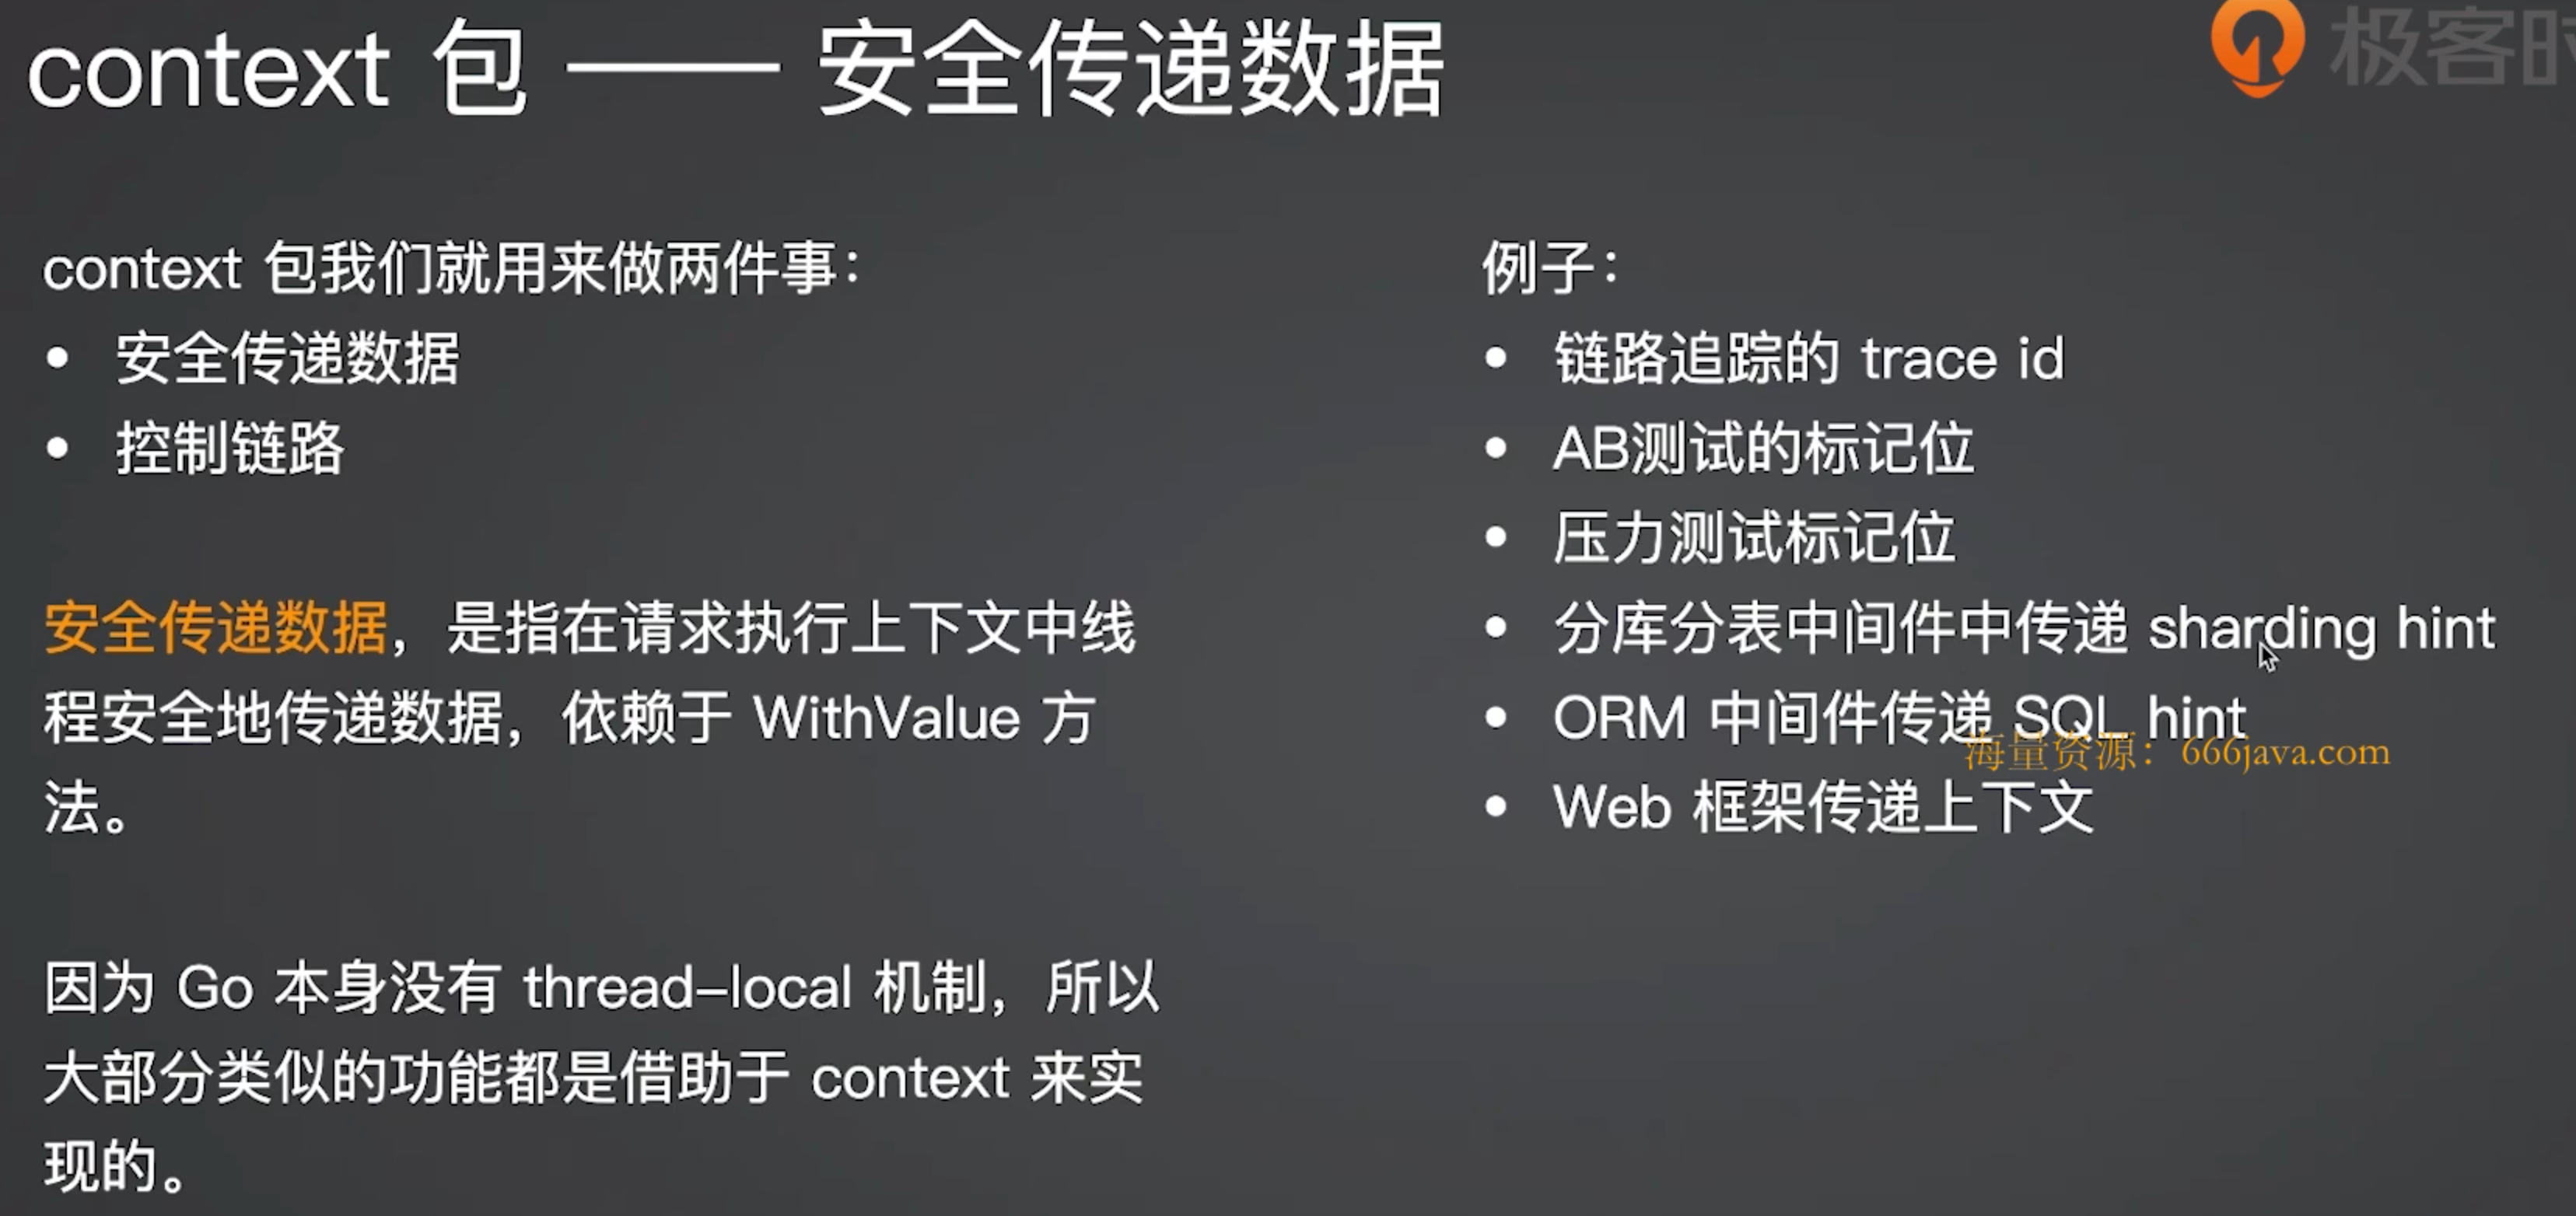 context 包 —— 安全传递数据
极客时
context 包我们就用来做两件事：
• 安全传递数据
• 控制链路
安全传递数据，是指在请求执行上下文中线
程安全地传递数据，依赖于 WithValue 方
法。
因为 Go 本身没有 thread-local 机制，所以
大部分类似的功能都是借助于 context 来实
现的。
例子：
• 链路追踪的 trace id
• AB测试的标记位
• 压力测试标记位
• 分库分表中间件中传递 sharding hint
• ORM 中间件传递 SQL hint
海量资源：666java.com
• Web 框架传递上下文